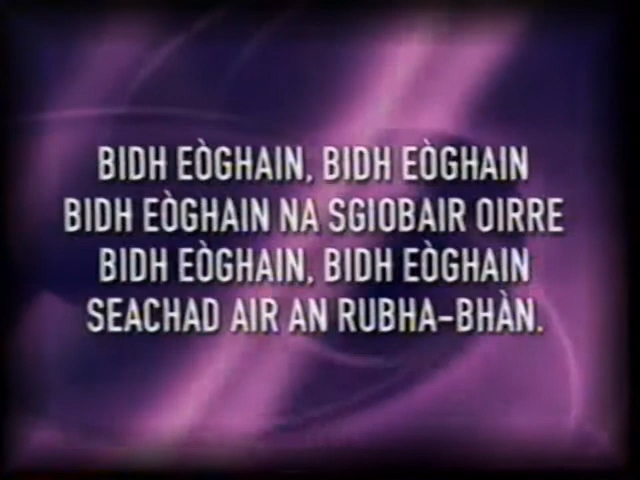 BIDH EÒGHAIN, BIDH EÒGHAIN
BIDH EÒGHAIN NA SGIOBAIR OIRRE
BIDH EÒGHAIN, BIDH EÒGHAIN
SEACHAD AIR AN RUBHA-BHÀN.